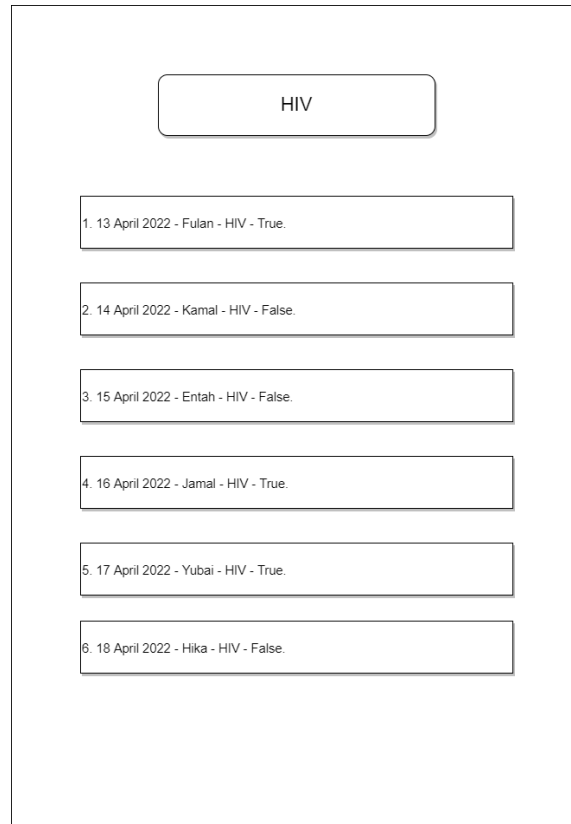 HIV
1. 13 April 2022 - Fulan - HIV - True.
2. 14 April 2022 - Kamal - HIV - False.
3. 15 April 2022 - Entah - HIV - False.
4. 16 April 2022 - Jamal - HIV - True.
5. 17 April 2022 - Yubai - HIV - True.
6. 18 April 2022 - Hika - HIV - False.